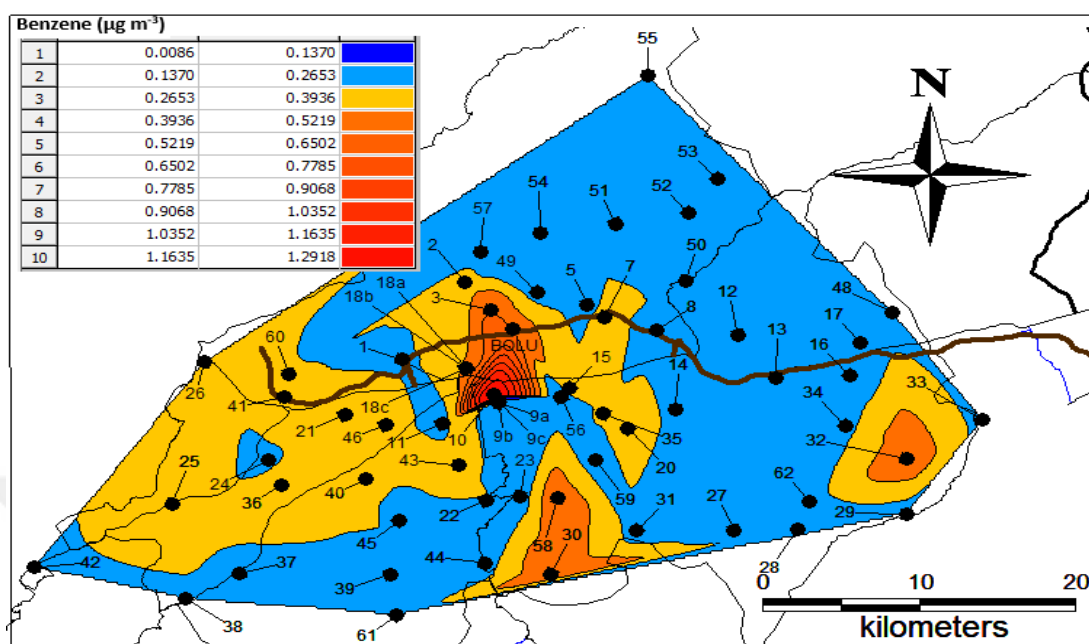 Benzene (µg m-3)
1 0.0086 0.1370
2 0.1370 0.2653
3 0.2653 0.3936
4 0.3936 0.5219
5 0.5219 0.6502
6 0.6502 0.7785
7 0.7785 0.9068
8 0.9068 1.0352
9 1.0352 1.1635
10 1.1635 1.2918
55
N
53
54
51
52
57
2
49
5
7
50
18a
18b
3
12
48
8
17
BOLU
1
15
13
16
60
14
26
41
34
33
18c
9a
56
21
46
11
10
9b
9c
35
32
20
25
24
43
23
59
36
40
22
31
27
62
29
45
58
30
42
37
44
39
28
38
61
0 10 20
kilometers